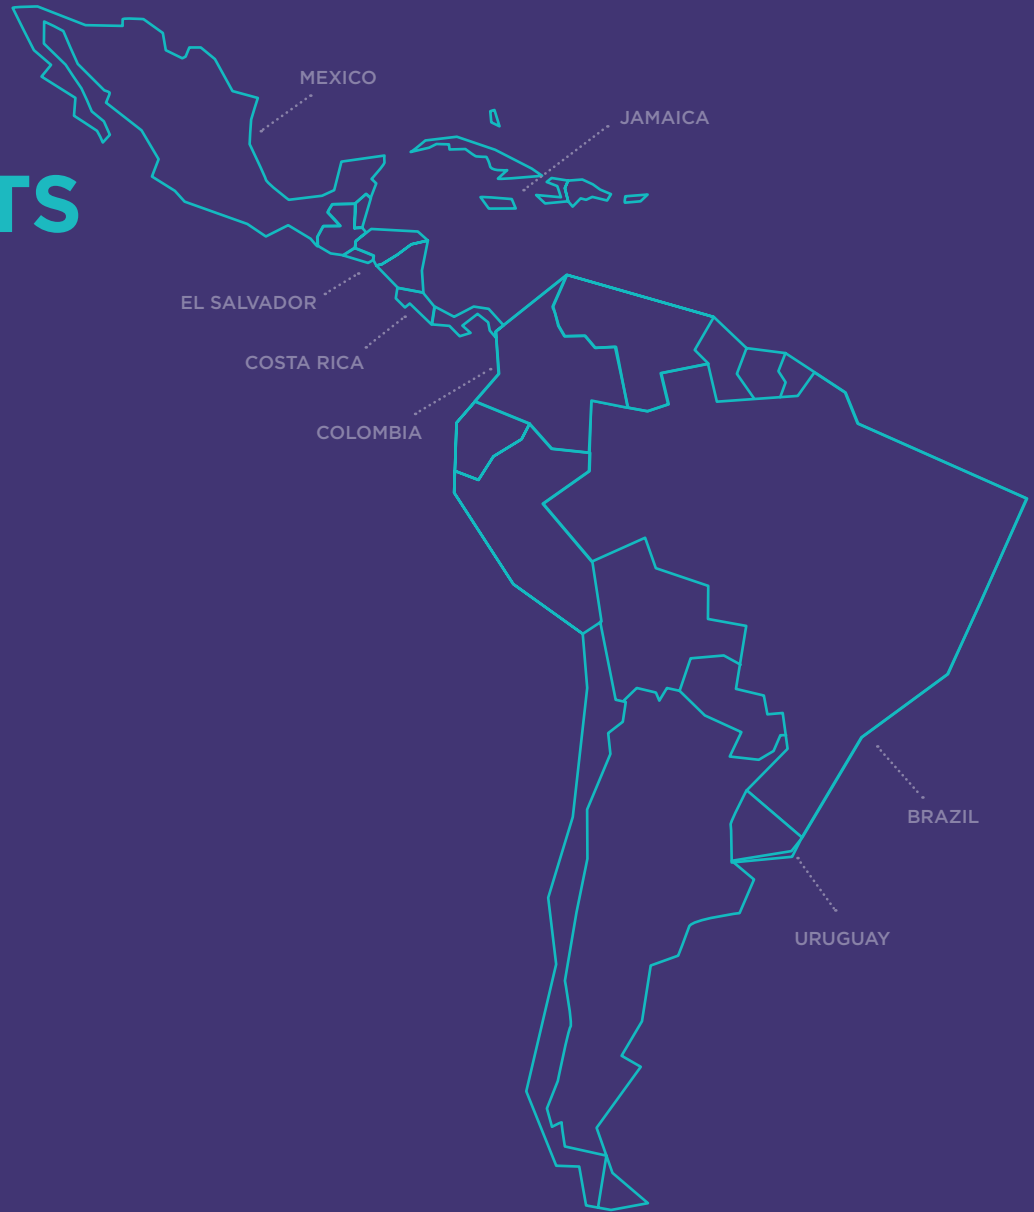 MEXICO
JAMAICA
TS
EL SALVADOR
COSTA RICA
COLOMBIA
BRAZIL
URUGUAY